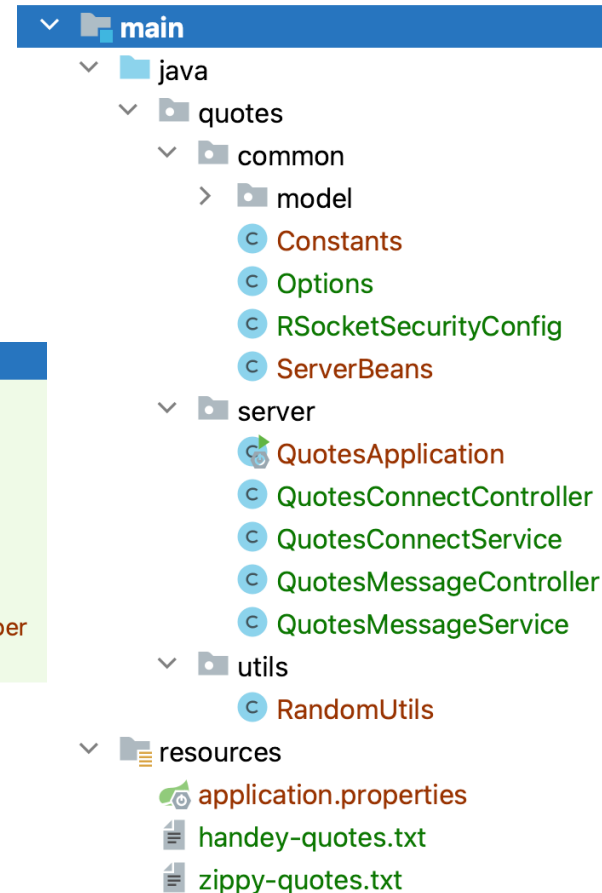 main
java
quotes
common
model
Constants
Options
RSocketSecurityConfig
ServerBeans
server
QuotesApplication
QuotesConnectController
QuotesConnectService
QuotesMessageController
QuotesMessageService
utils
RandomUtils
resources
application.properties
handey-quotes.txt
zippy-quotes.txt